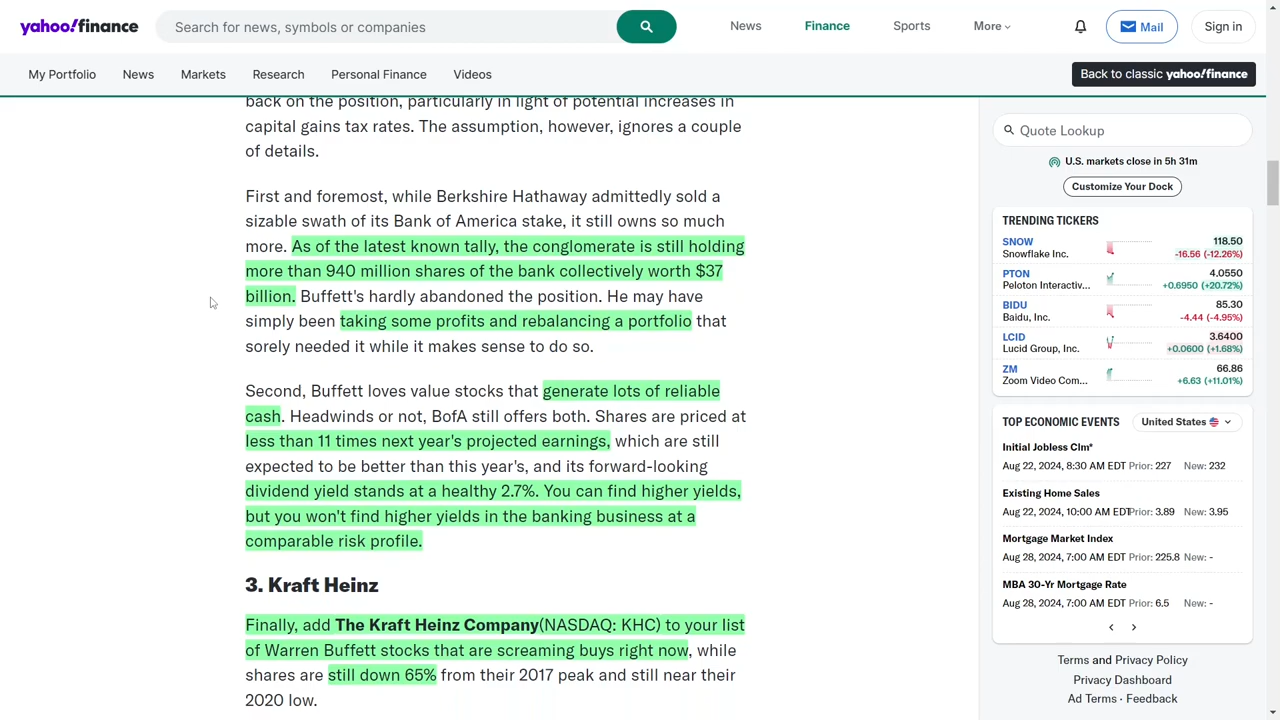 yahoo!finance
Search for news, symbols or companies
News
Finance
Sports
More
Mail
Sign in
My Portfolio
News
Markets
Research
Personal Finance
Videos
Back to classic yahoo!finance
back on the position, particularly in light of potential increases in
capital gains tax rates. The assumption, however, ignores a couple
of details.
First and foremost, while Berkshire Hathaway admittedly sold a
sizable swath of its Bank of America stake, it still owns so much
more. As of the latest known tally, the conglomerate is still holding
more than 940 million shares of the bank collectively worth $37
billion. Buffett's hardly abandoned the position. He may have
simply been taking some profits and rebalancing a portfolio that
sorely needed it while it makes sense to do so.
Second, Buffett loves value stocks that generate lots of reliable
cash. Headwinds or not, BofA still offers both. Shares are priced at
less than 11 times next year's projected earnings, which are still
expected to be better than this year's, and its forward-looking
dividend yield stands at a healthy 2.7%. You can find higher yields,
but you won't find higher yields in the banking business at a
comparable risk profile.
3. Kraft Heinz
Finally, add The Kraft Heinz Company(NASDAQ: KHC) to your list
of Warren Buffett stocks that are screaming buys right now, while
shares are still down 65% from their 2017 peak and still near their
2020 low.
Quote Lookup
U.S. markets close in 5h 31m
Customize Your Dock
TRENDING TICKERS
SNOW 118.50
Snowflake Inc. -16.56 (-12.26%)
PTON 4.0550
Peloton Interactiv... +0.6950 (+20.72%)
BIDU 85.30
Baidu, Inc. -4.44 (-4.95%)
LCID 3.6400
Lucid Group, Inc. +0.0600 (+1.68%)
ZM 66.86
Zoom Video Com... +6.63 (+11.01%)
TOP ECONOMIC EVENTS United States
Initial Jobless Clm*
Aug 22, 2024, 8:30 AM EDT Prior: 227 New: 232
Existing Home Sales
Aug 22, 2024, 10:00 AM EDT Prior: 3.89 New: 3.95
Mortgage Market Index
Aug 28, 2024, 7:00 AM EDT Prior: 225.8 New: -
MBA 30-Yr Mortgage Rate
Aug 28, 2024, 7:00 AM EDT Prior: 6.5 New: -
Terms and Privacy Policy
Privacy Dashboard
Ad Terms · Feedback